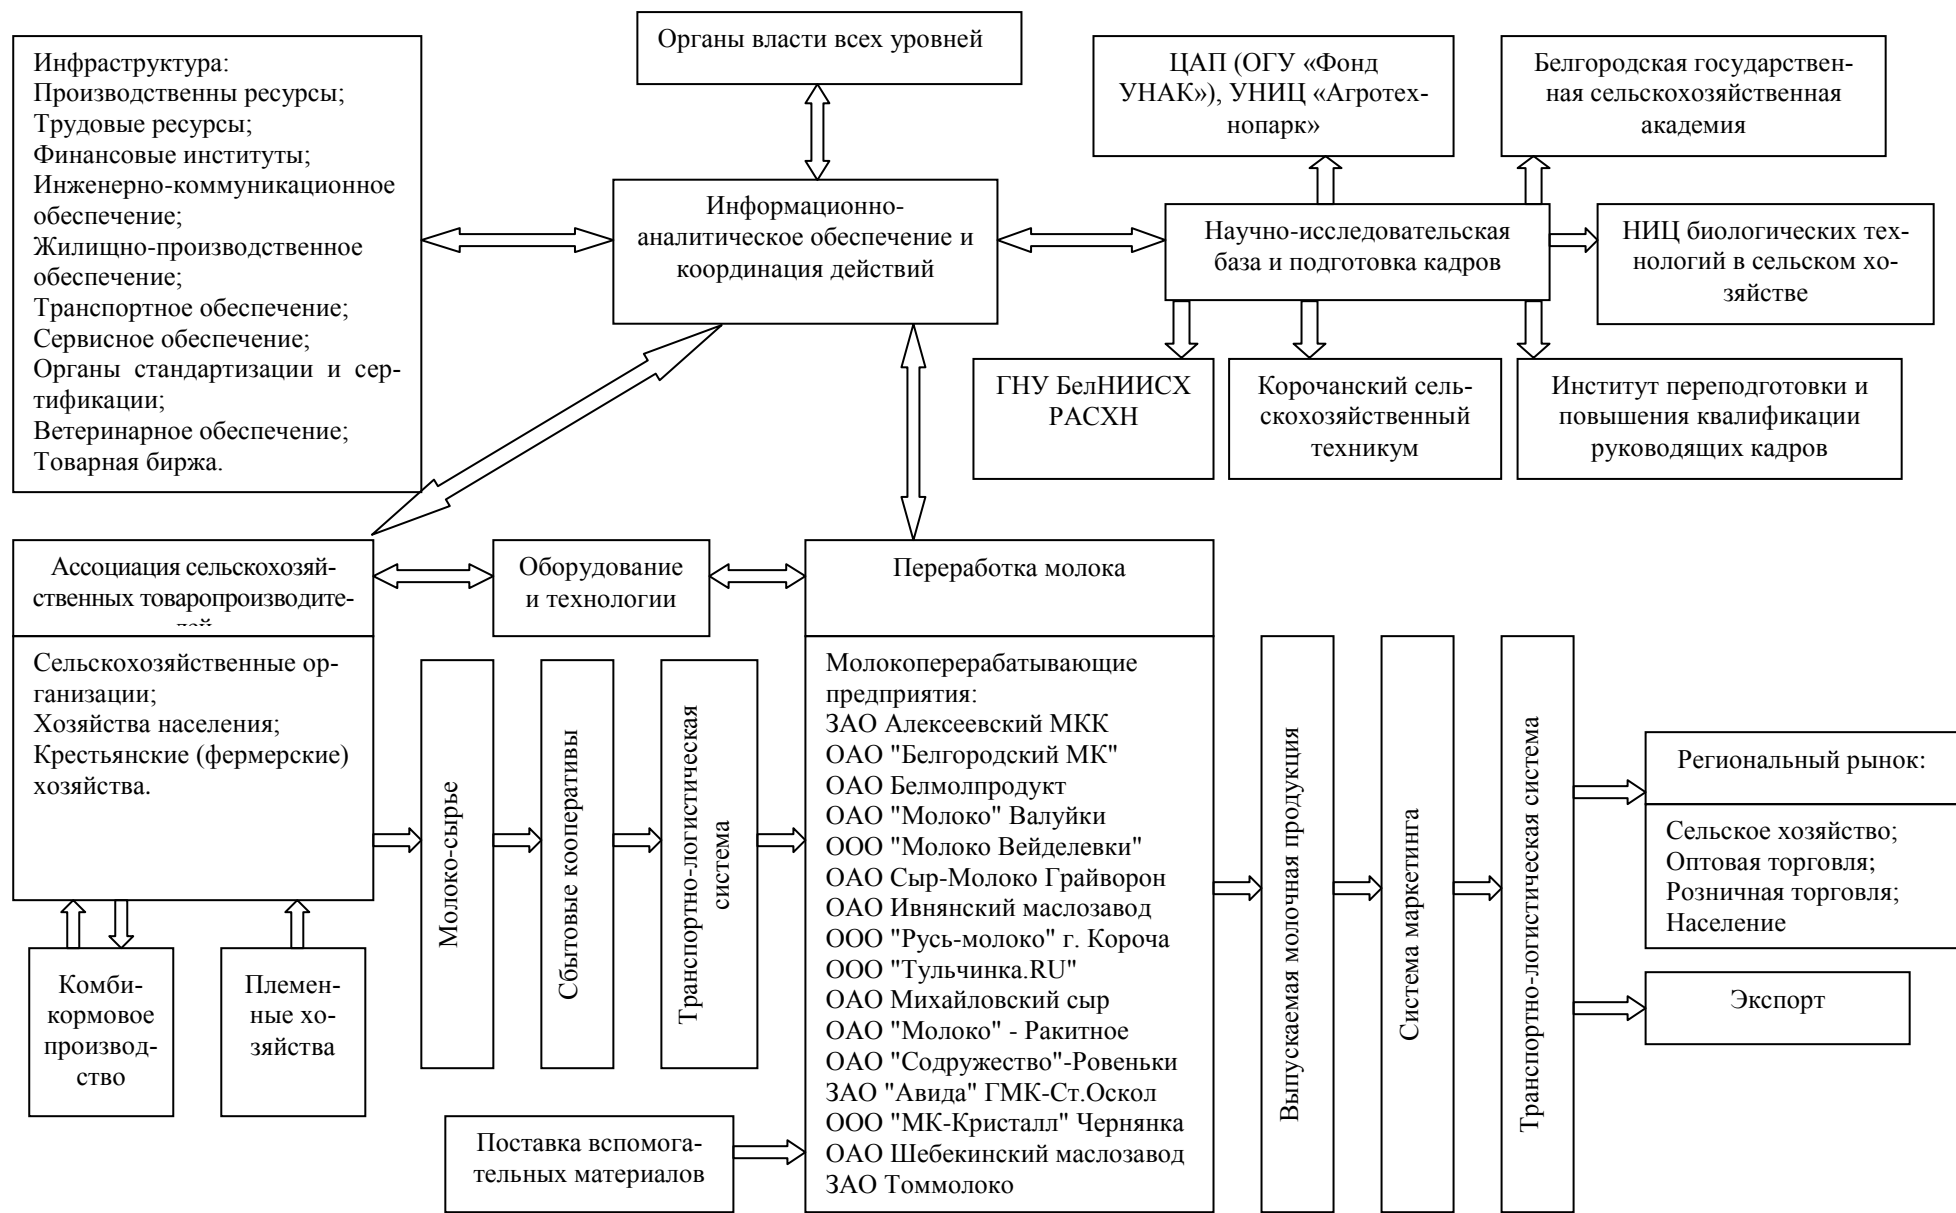 Органы власти всех уровней
Инфраструктура:
Производственны ресурсы;
Трудовые ресурсы;
Финансовые институты;
Инженерно-коммуникационное
обеспечение;
Жилищно-производственное
обеспечение;
Транспортное обеспечение;
Сервисное обеспечение;
Органы стандартизации и сер-
тификации;
Ветеринарное обеспечение;
Товарная биржа.
Информационно-
аналитическое обеспечение и
координация действий
ЦАП (ОГУ «Фонд
УНАК»), УНИЦ «Агротех-
нопарк»
Белгородская государствен-
ная сельскохозяйственная
академия
Научно-исследовательская
база и подготовка кадров
НИЦ биологических тех-
нологий в сельском хо-
зяйстве
ГНУ БелНИИСХ
РАСХН
Корочанский сель-
скохозяйственный
техникум
Институт переподготовки и
повышения квалификации
руководящих кадров
Ассоциация сельскохозяй-
ственных товаропроизводите-
лей
Сельскохозяйственные ор-
ганизации;
Хозяйства населения;
Крестьянские (фермерские)
хозяйства.
Оборудование
и технологии
Переработка молока
Молокоперерабатывающие
предприятия:
ЗАО Алексеевский МКК
ОАО "Белгородский МК"
ОАО Белмолпродукт
ОАО "Молоко" Валуйки
ООО "Молоко Вейделевки"
ОАО Сыр-Молоко Грайворон
ОАО Ивнянский маслозавод
ООО "Русь-молоко" г. Короча
ООО "Тульчинка.RU"
ОАО Михайловский сыр
ОАО "Молоко" - Ракитное
ОАО "Содружество"-Ровеньки
ЗАО "Авида" ГМК-Ст.Оскол
ООО "МК-Кристалл" Чернянка
ОАО Шебекинский маслозавод
ЗАО Томмолоко
Молоко-сырье
Сбытовые кооперативы
Транспортно-логистическая
система
Выпускаемая молочная продукция
Система маркетинга
Транспортно-логистическая система
Региональный рынок:
Сельское хозяйство;
Оптовая торговля;
Розничная торговля;
Население
Экспорт
Комби-
кормовое
производ-
ство
Племен-
ные хо-
зяйства
Поставка вспомога-
тельных материалов